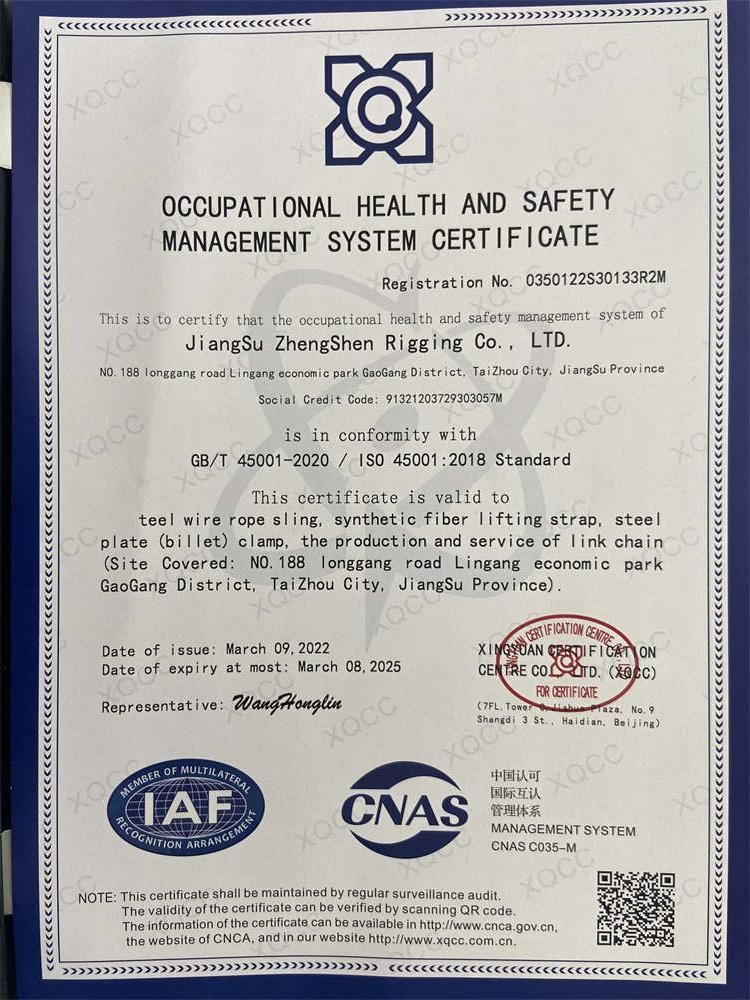 OCCUPATIONAL HEALTH AND SAFETY
MANAGEMENT SYSTEM CERTIFICATE
Registration No. 0350122S30133R2M
This is to certify that the occupational health and safety management system of
JiangSu ZhengShen Rigging Co., LTD.
NO.188 longgang road Lingang economic park GaoGang District, TaiZhou City, JiangSu Province
Social Credit Code: 91321203729303057M
is in conformity with
GB/T 45001-2020 / ISO 45001:2018 Standard
This certificate is valid to
teel wire rope sling, synthetic fiber lifting strap, steel
plate (billet) clamp, the production and service of link chain
(Site Covered: NO.188 longgang road Lingang economic park
GaoGang District, TaiZhou City, JiangSu Province).
Date of issue: March 09,2022
Date of expiry at most: March 08,2025
Representative: WangHonglin
XINGYUAN CERTIFICATION
CENTRE CO., LTD. (XQCC)
FOR CERTIFICATE
(7FL, Tower C, Jiahua Plaza, No.9
Shangdi 3 St., Haidian, Beijing)
MEMBER OF MULTILATERAL
IAF
RECOGNITION ARRANGEMENT
CNAS
中国认可
国际互认
管理体系
MANAGEMENT SYSTEM
CNAS C035-M
NOTE: This certificate shall be maintained by regular surveillance audit.
The validity of the certificate can be verified by scanning QR code.
The information of the certificate can be available in http://www.cnca.gov.cn,
the website of CNCA, and in our website http://www.xqcc.com.cn.